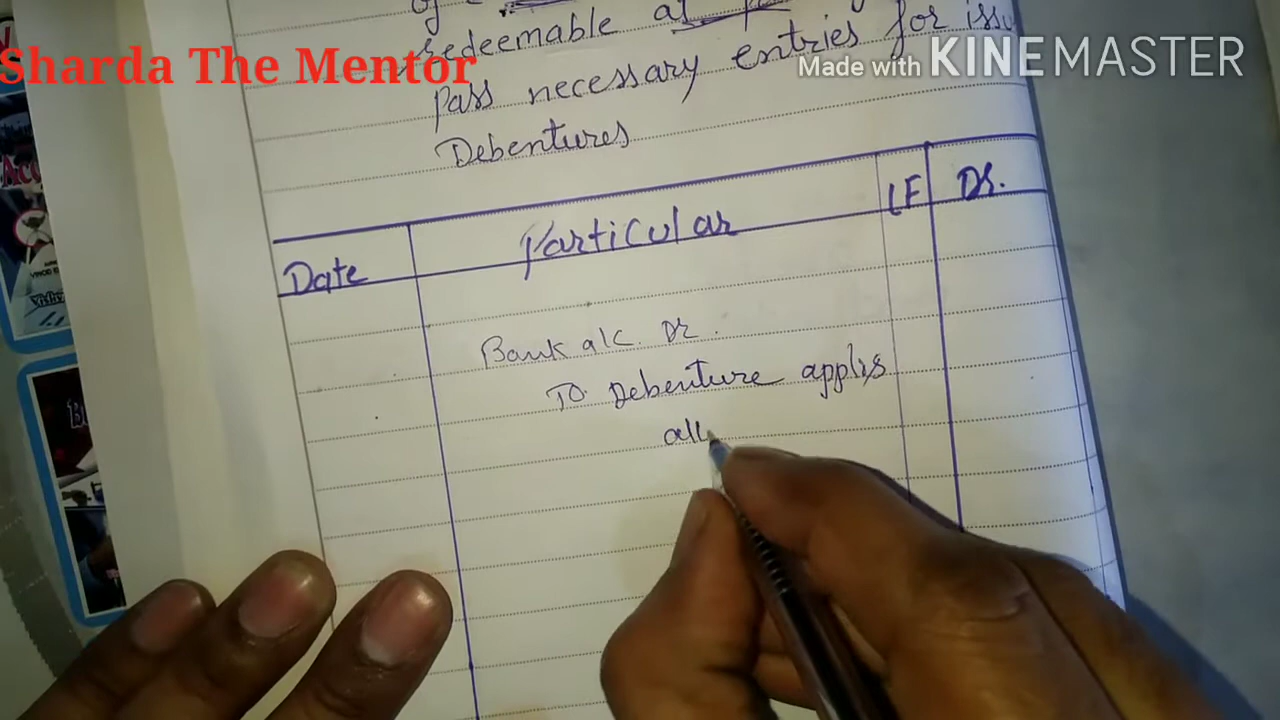 of
redeemable at
Sharda The Mentor
Made with KINEMASTER
pass necessary entries for issu
Debentures
Date Particular LF Dr.
Bank a/c. Dr.
To Debenture applis
all